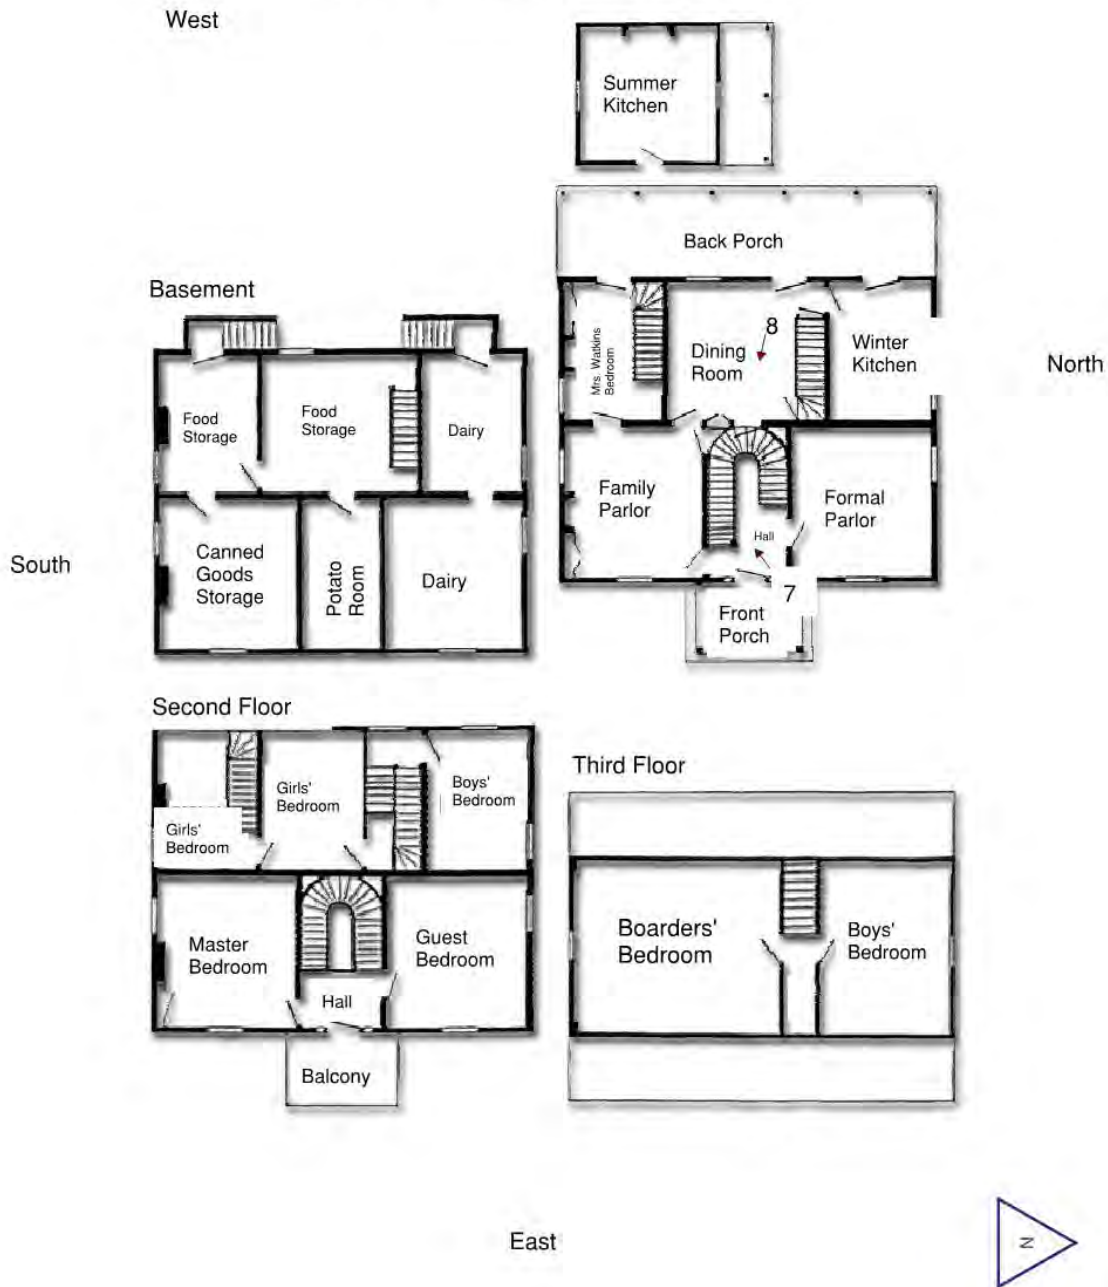 West
Summer
Kitchen
Back Porch
Basement
Mrs. Watkins
Bedroom
8
Dining
Room
Winter
Kitchen
North
Food
Storage
Food
Storage
Dairy
Family
Parlor
Formal
Parlor
Hall
South
Canned
Goods
Storage
Potato
Room
Dairy
7
Front
Porch
Second Floor
Girls'
Bedroom
Boys'
Bedroom
Girls'
Bedroom
Master
Bedroom
Guest
Bedroom
Hall
Balcony
Third Floor
Boarders'
Bedroom
Boys'
Bedroom
East
N